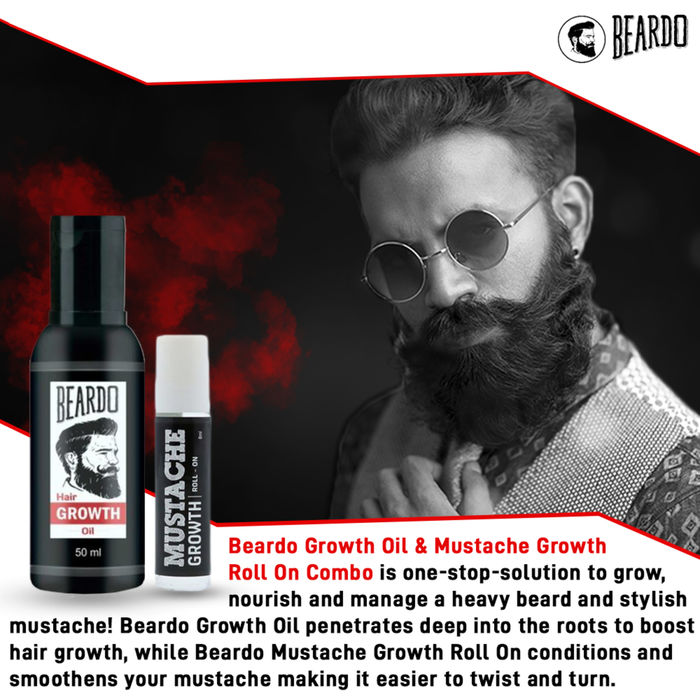 BEARDO
BEARDO
Hair
GROWTH
Oil
50 ml
MUSTACHE
GROWTH | ROLL - ON
8ml
Beardo Growth Oil & Mustache Growth
Roll On Combo is one-stop-solution to grow,
nourish and manage a heavy beard and stylish
mustache! Beardo Growth Oil penetrates deep into the roots to boost
hair growth, while Beardo Mustache Growth Roll On conditions and
smoothens your mustache making it easier to twist and turn.